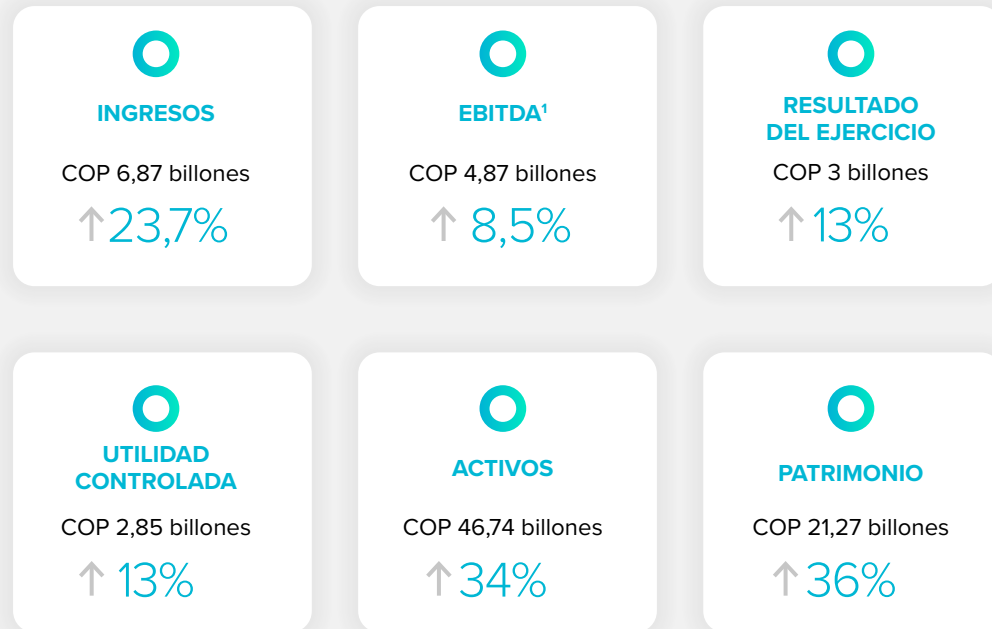 INGRESOS
COP 6,87 billones
↑23,7%
EBITDA¹
COP 4,87 billones
↑ 8,5%
RESULTADO
DEL EJERCICIO
COP 3 billones
↑13%
UTILIDAD
CONTROLADA
COP 2,85 billones
↑ 13%
ACTIVOS
COP 46,74 billones
↑34%
PATRIMONIO
COP 21,27 billones
↑36%